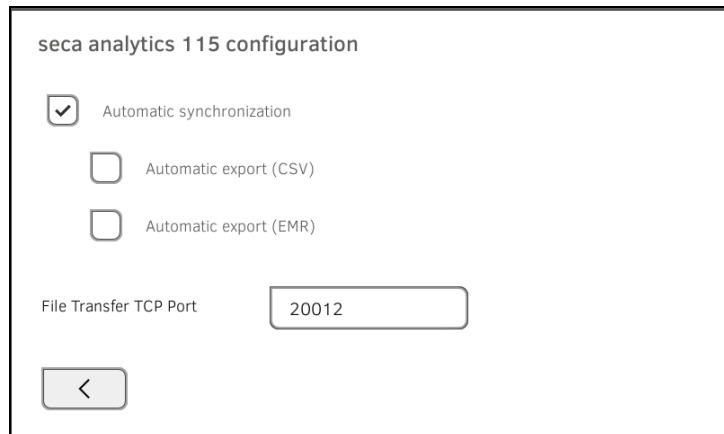 seca analytics 115 configuration
Automatic synchronization
Automatic export (CSV)
Automatic export (EMR)
File Transfer TCP Port 20012